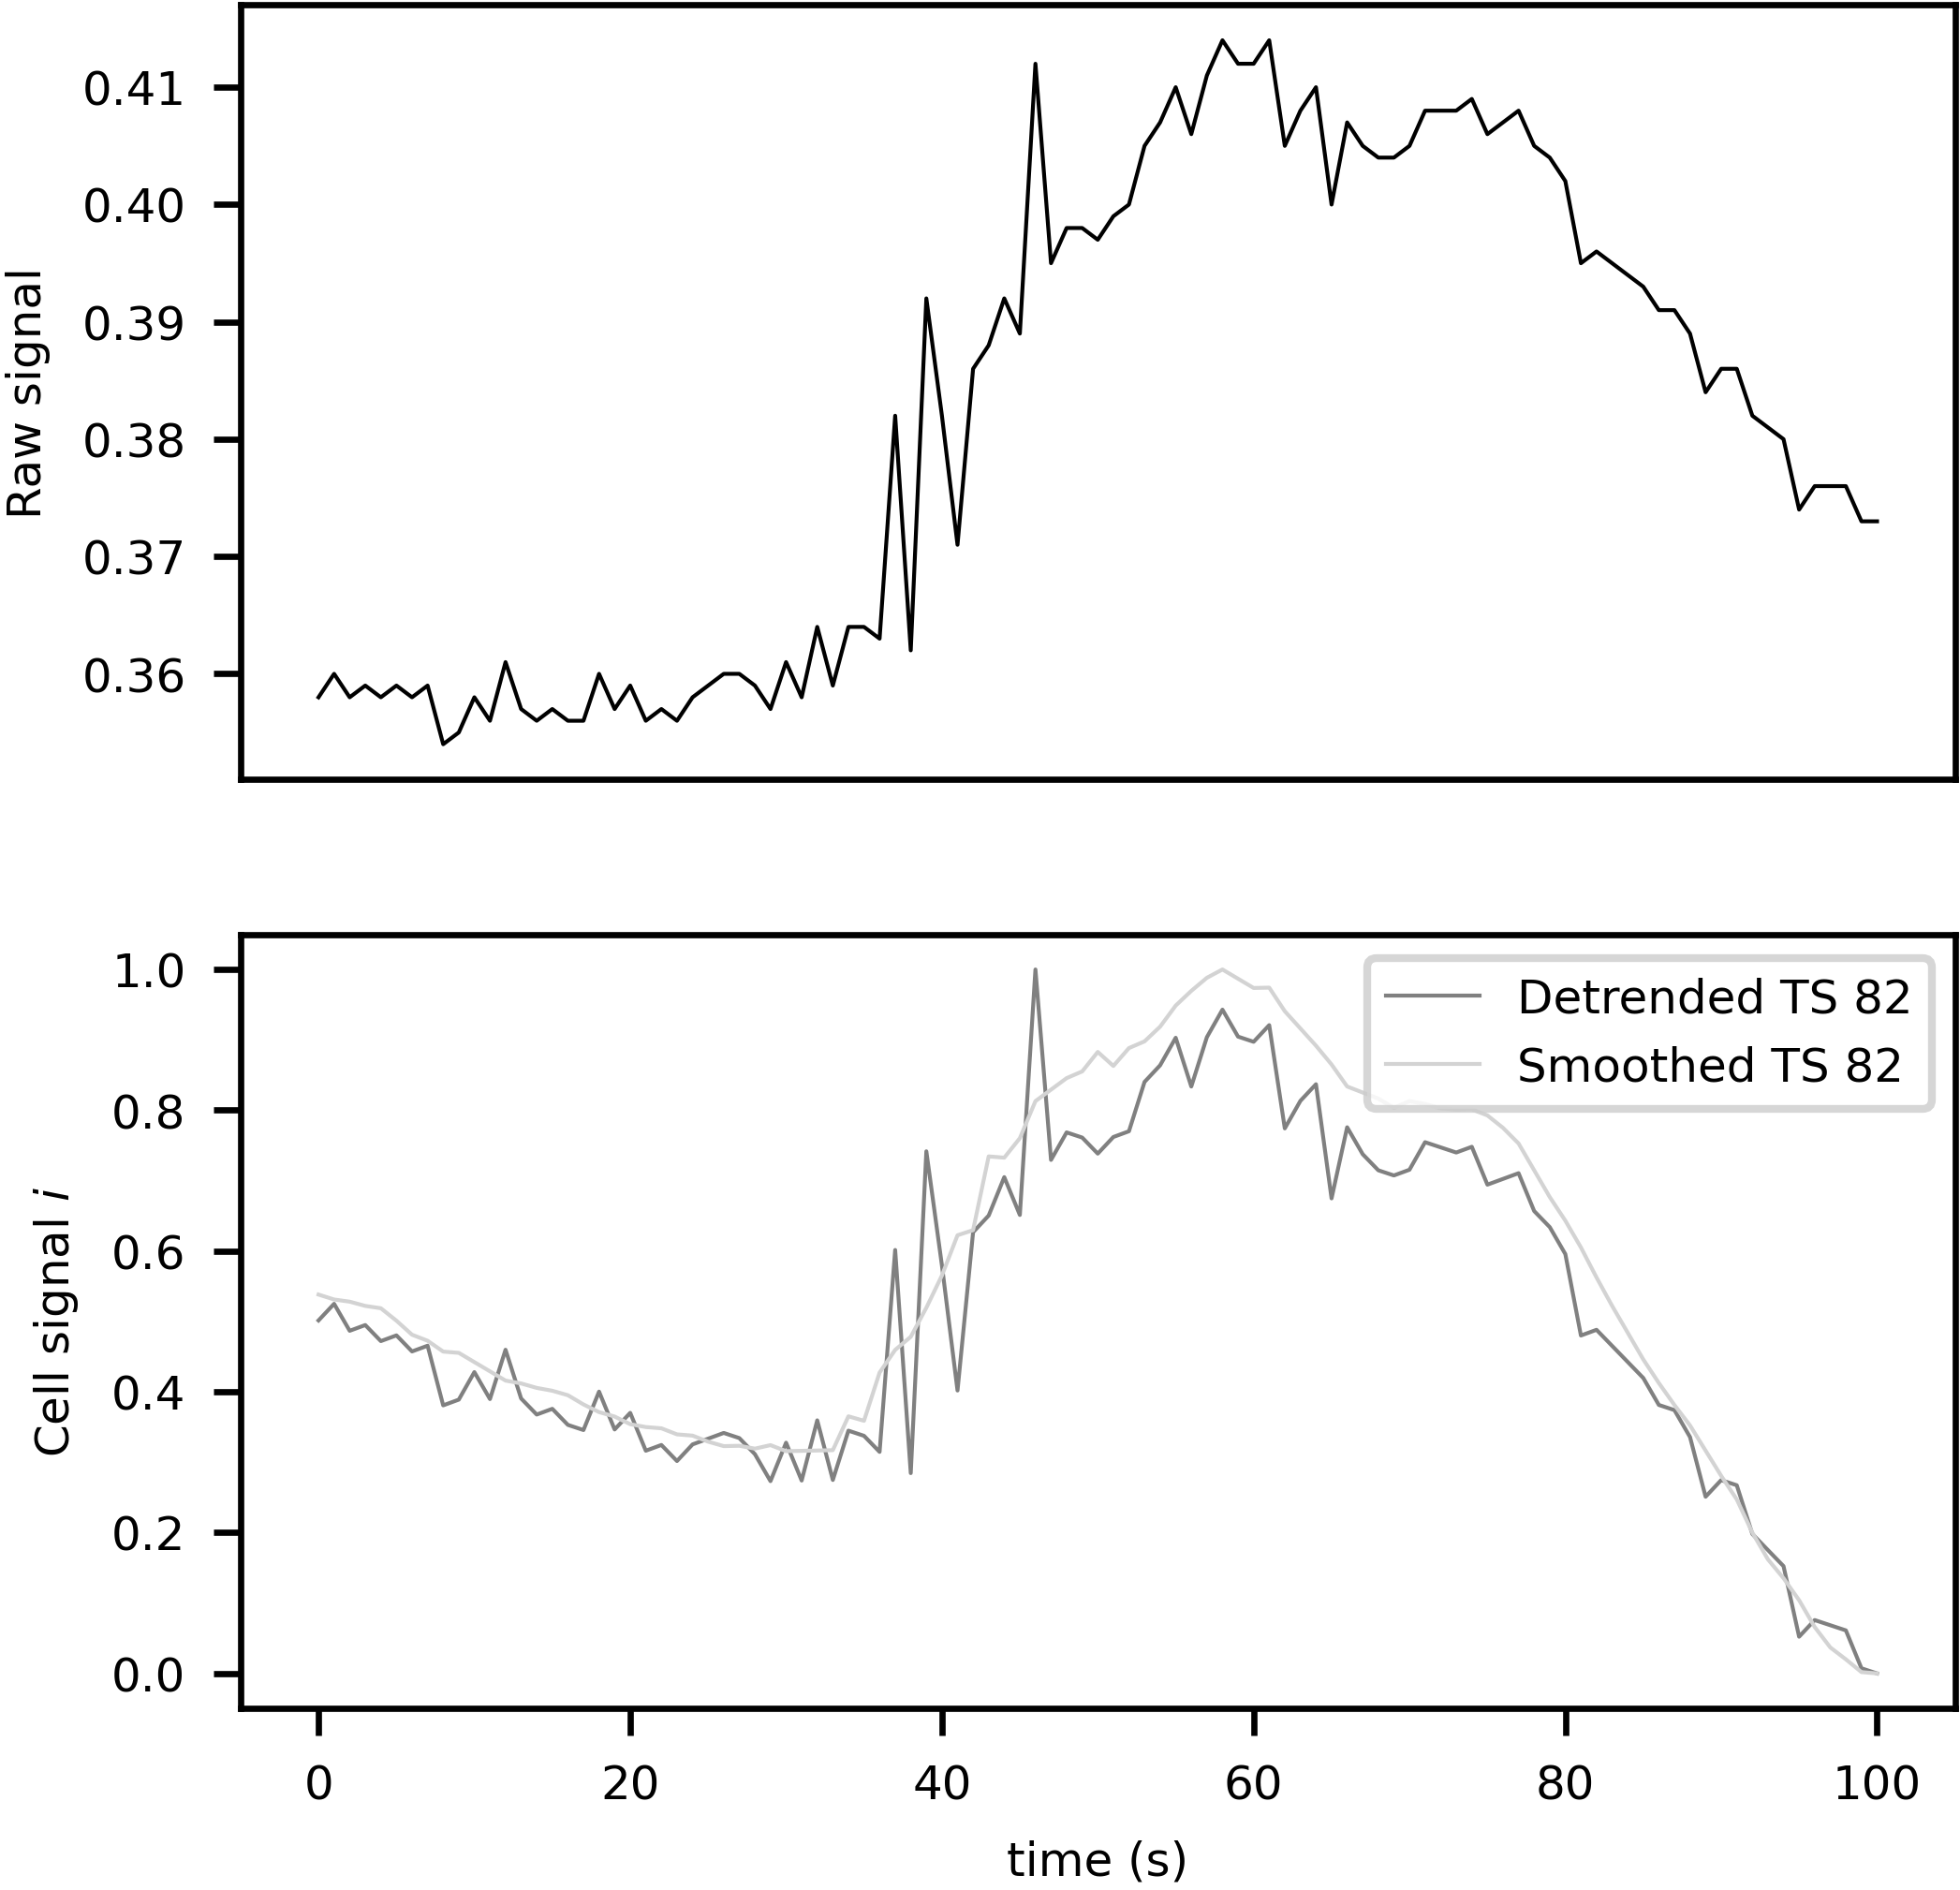 0.41
0.40
0.39
0.38
0.37
0.36
Raw signal
1.0
0.8
0.6
0.4
0.2
0.0
Cell signal i
Detrended TS 82
Smoothed TS 82
0 20 40 60 80 100
time (s)